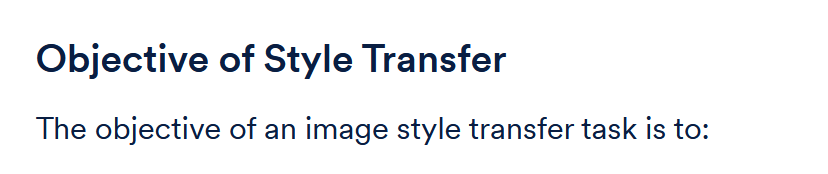 Objective of Style Transfer
The objective of an image style transfer task is to: